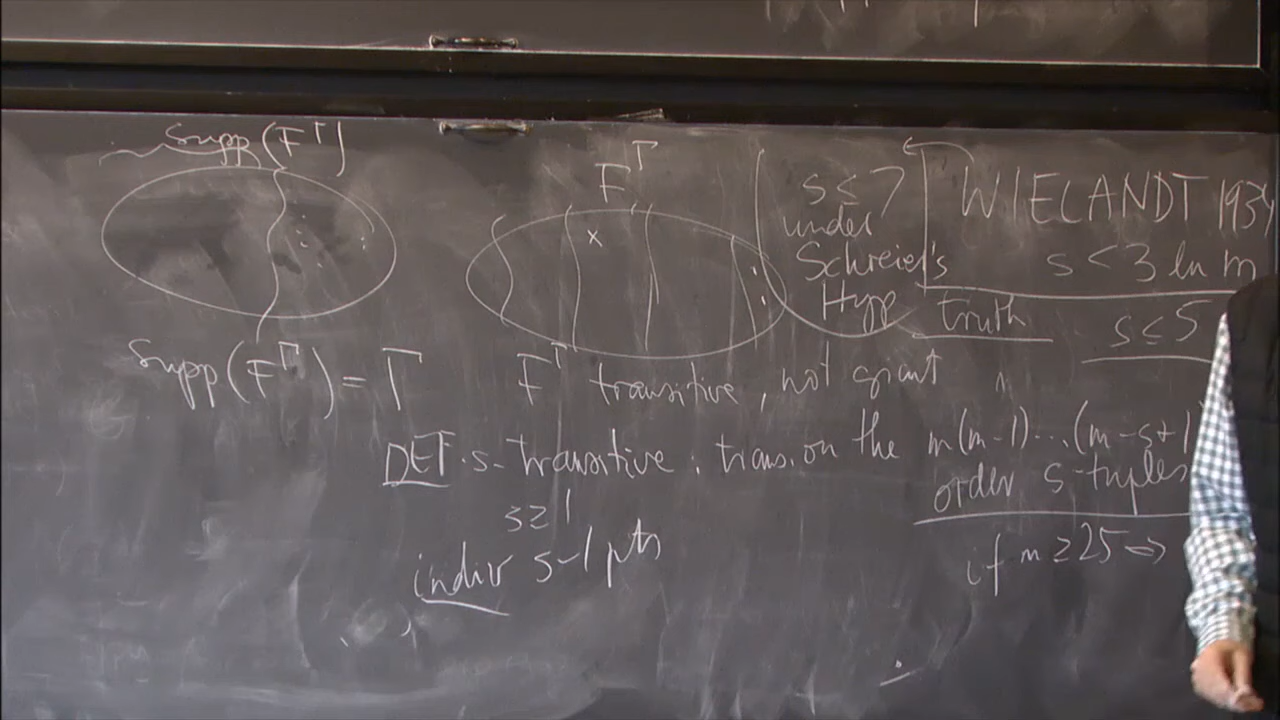 Supp(F^Γ)
Supp(F^Γ) = Γ
F^Γ
x
s ≤ 7
under
Schreier's
Hyp
WIELANDT 1934
s < 3 ln m
truth
s ≤ 5
F^Γ transitive, not giant
DEF. s-transitive : trans. on the m(m-1)...(m-s+1)
order s-tuples
s ≥ 1
indiv s-1 pts
if m ≥ 25 ⇒